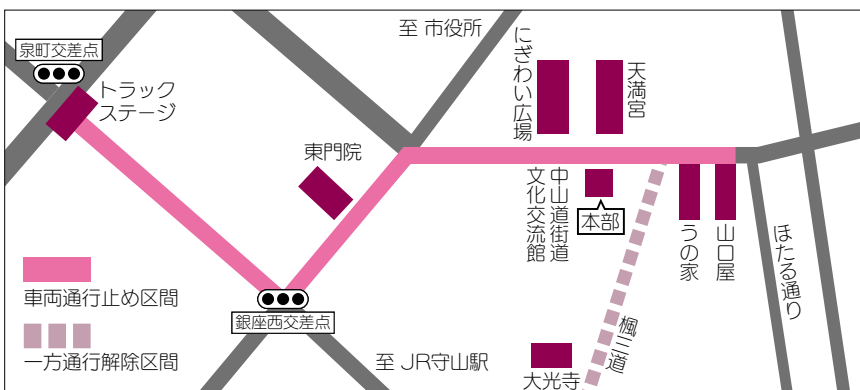 泉町交差点
トラック
ステージ
至 市役所
にぎわい広場
天満宮
東門院
中山道街道
文化交流館
本部
うの家
山口屋
ほたる通り
車両通行止め区間
銀座西交差点
一方通行解除区間
至 JR守山駅
大光寺
楓三道